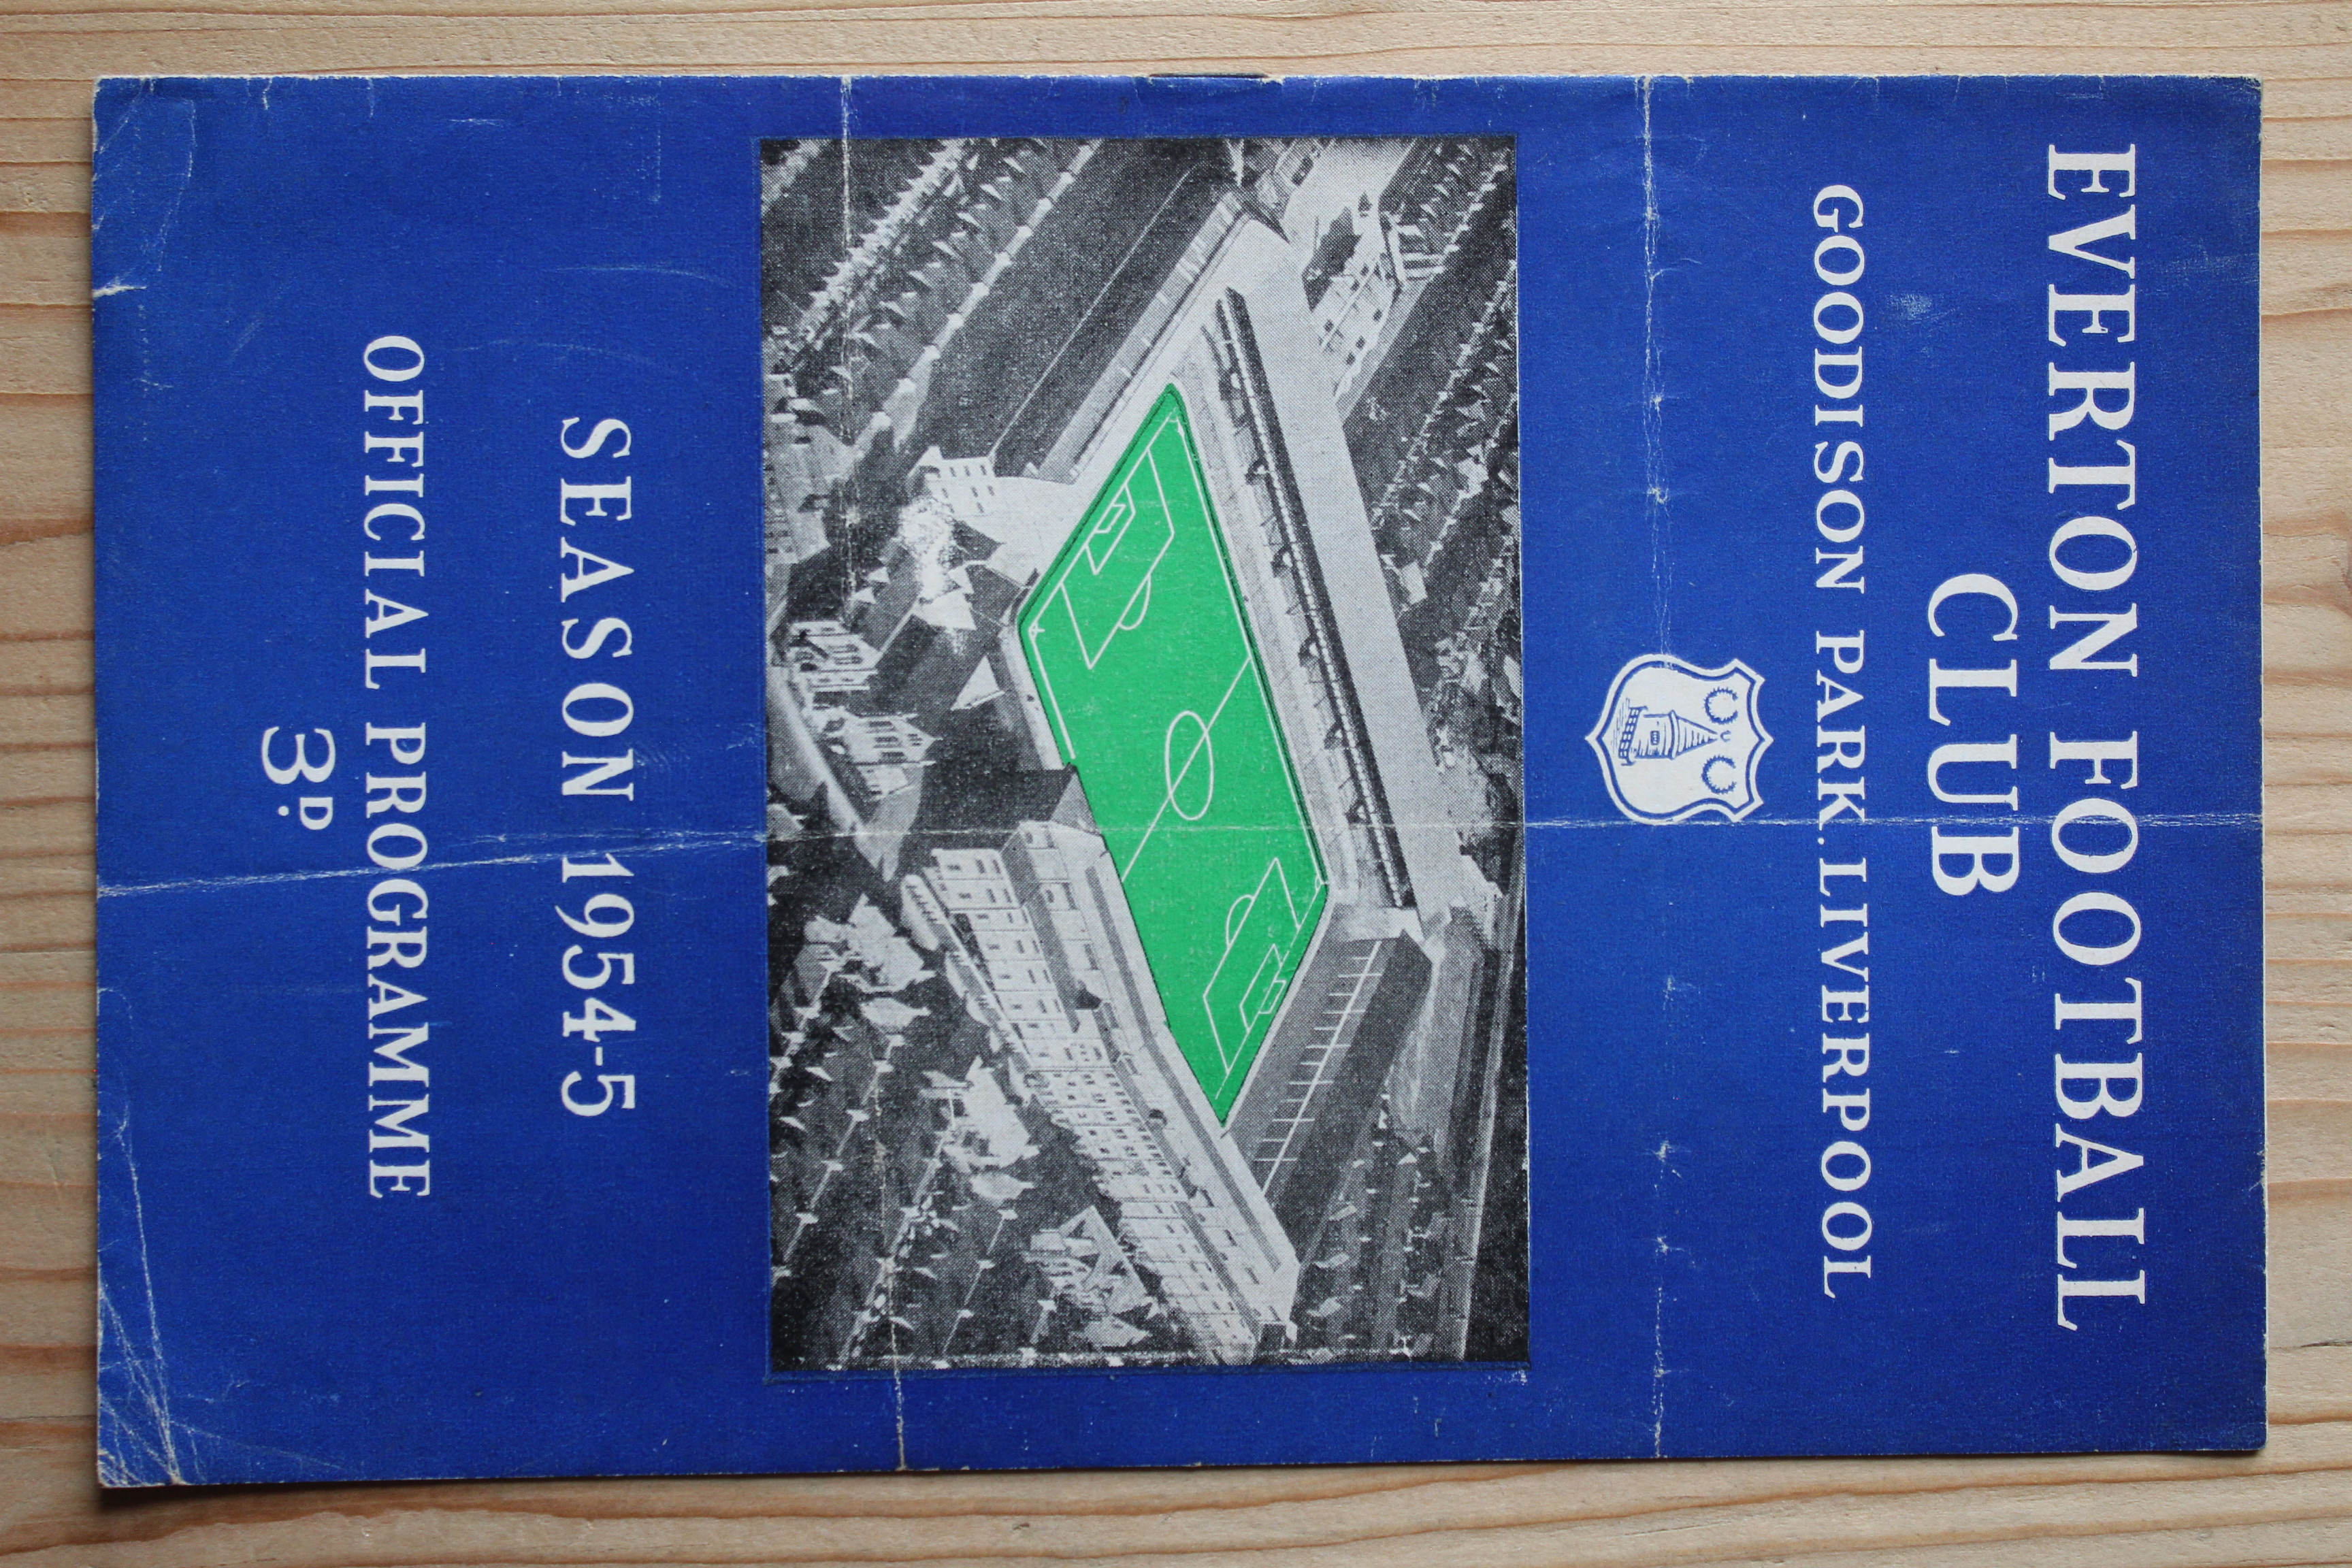 EVERTON FOOTBALL
CLUB
GOODISON PARK. LIVERPOOL
SEASON 1954-5
OFFICIAL PROGRAMME
3D.